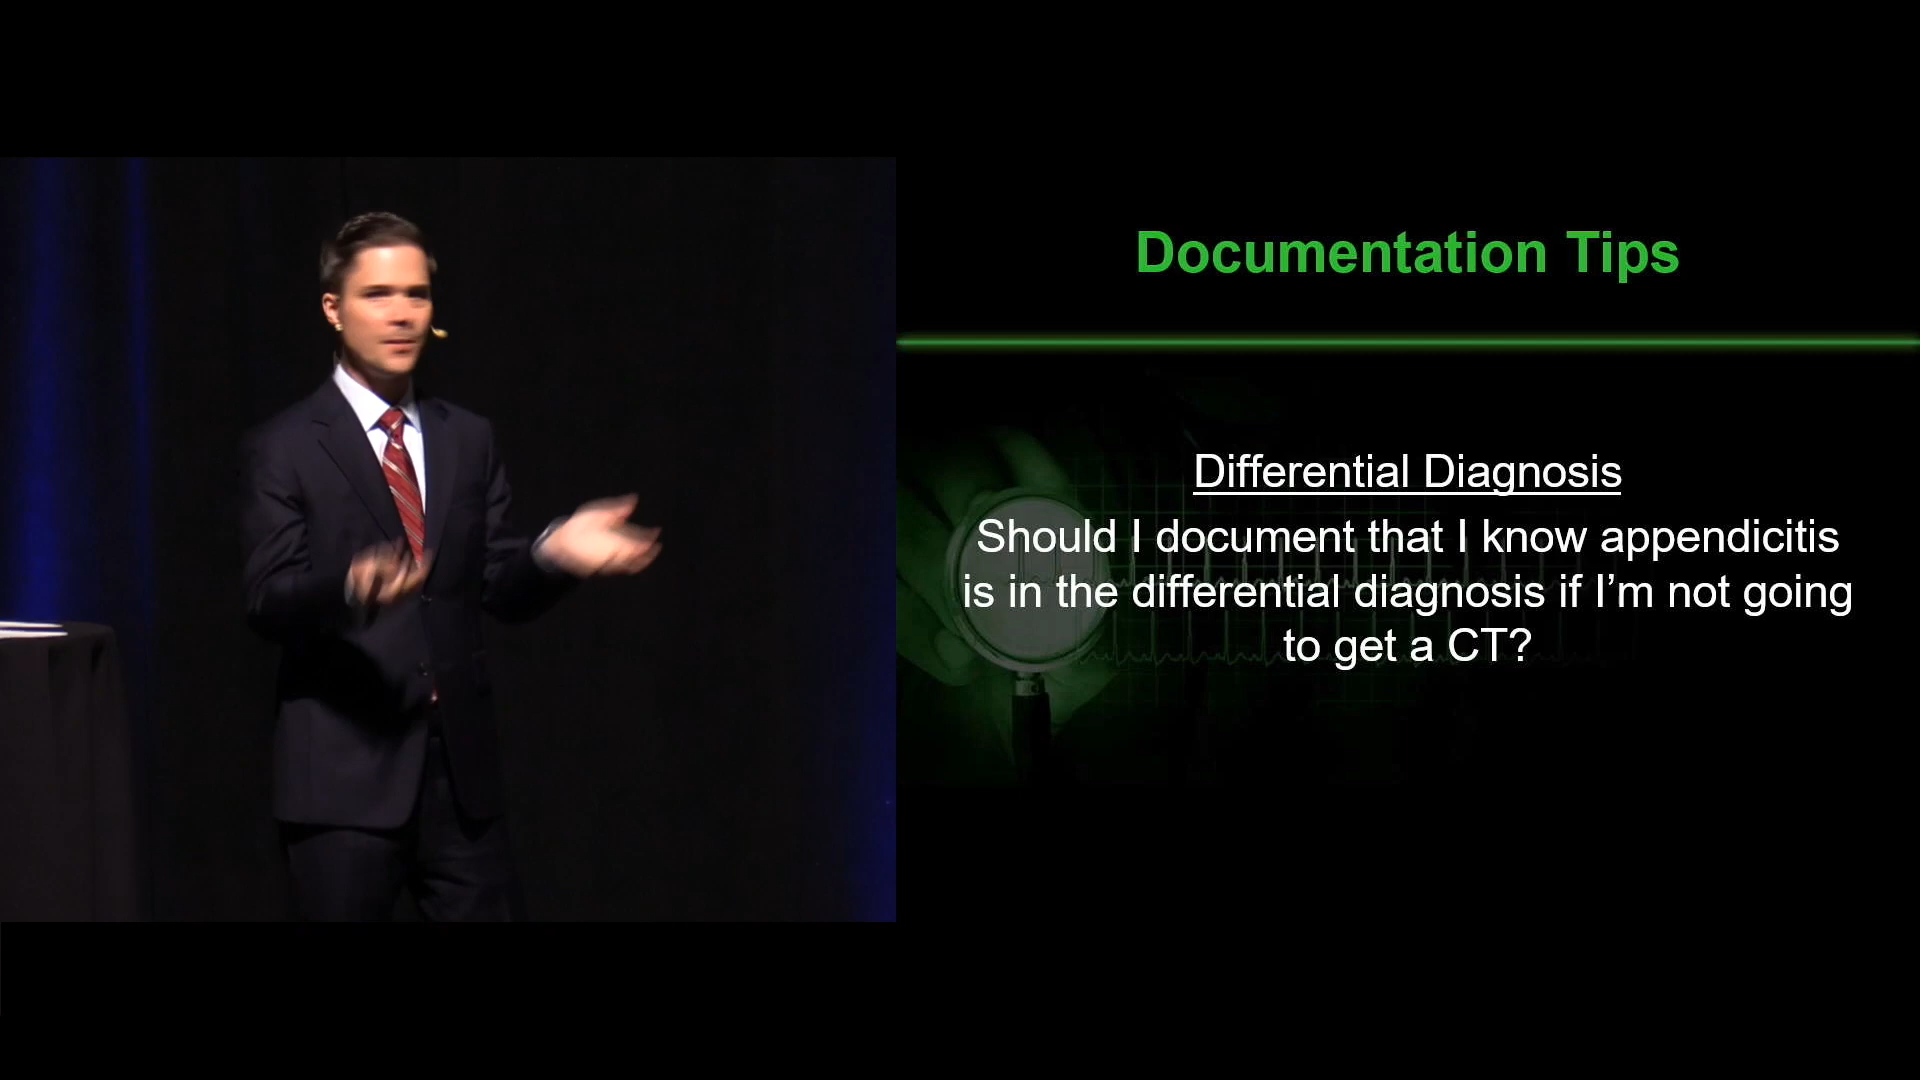 Documentation Tips
Differential Diagnosis
Should I document that I know appendicitis
is in the differential diagnosis if I’m not going
to get a CT?